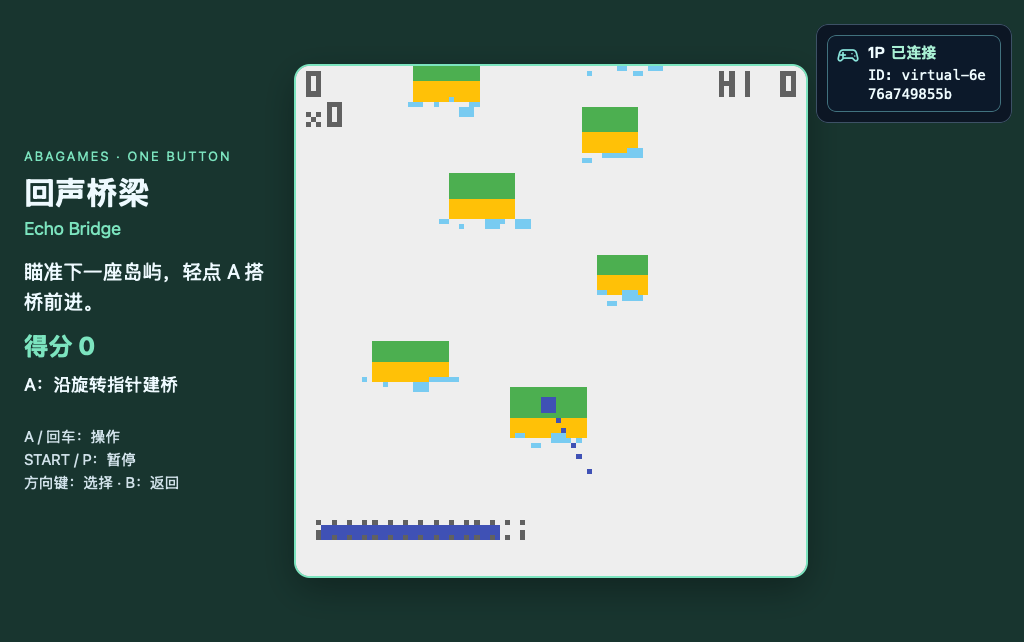 ABAGAMES · ONE BUTTON
回声桥梁
Echo Bridge
瞄准下一座岛屿，轻点 A 搭
桥前进。
得分 0
A：沿旋转指针建桥
A / 回车：操作
START / P：暂停
方向键：选择 · B：返回
0
HI 0
x0
1P 已连接
ID: virtual-6e
76a749855b